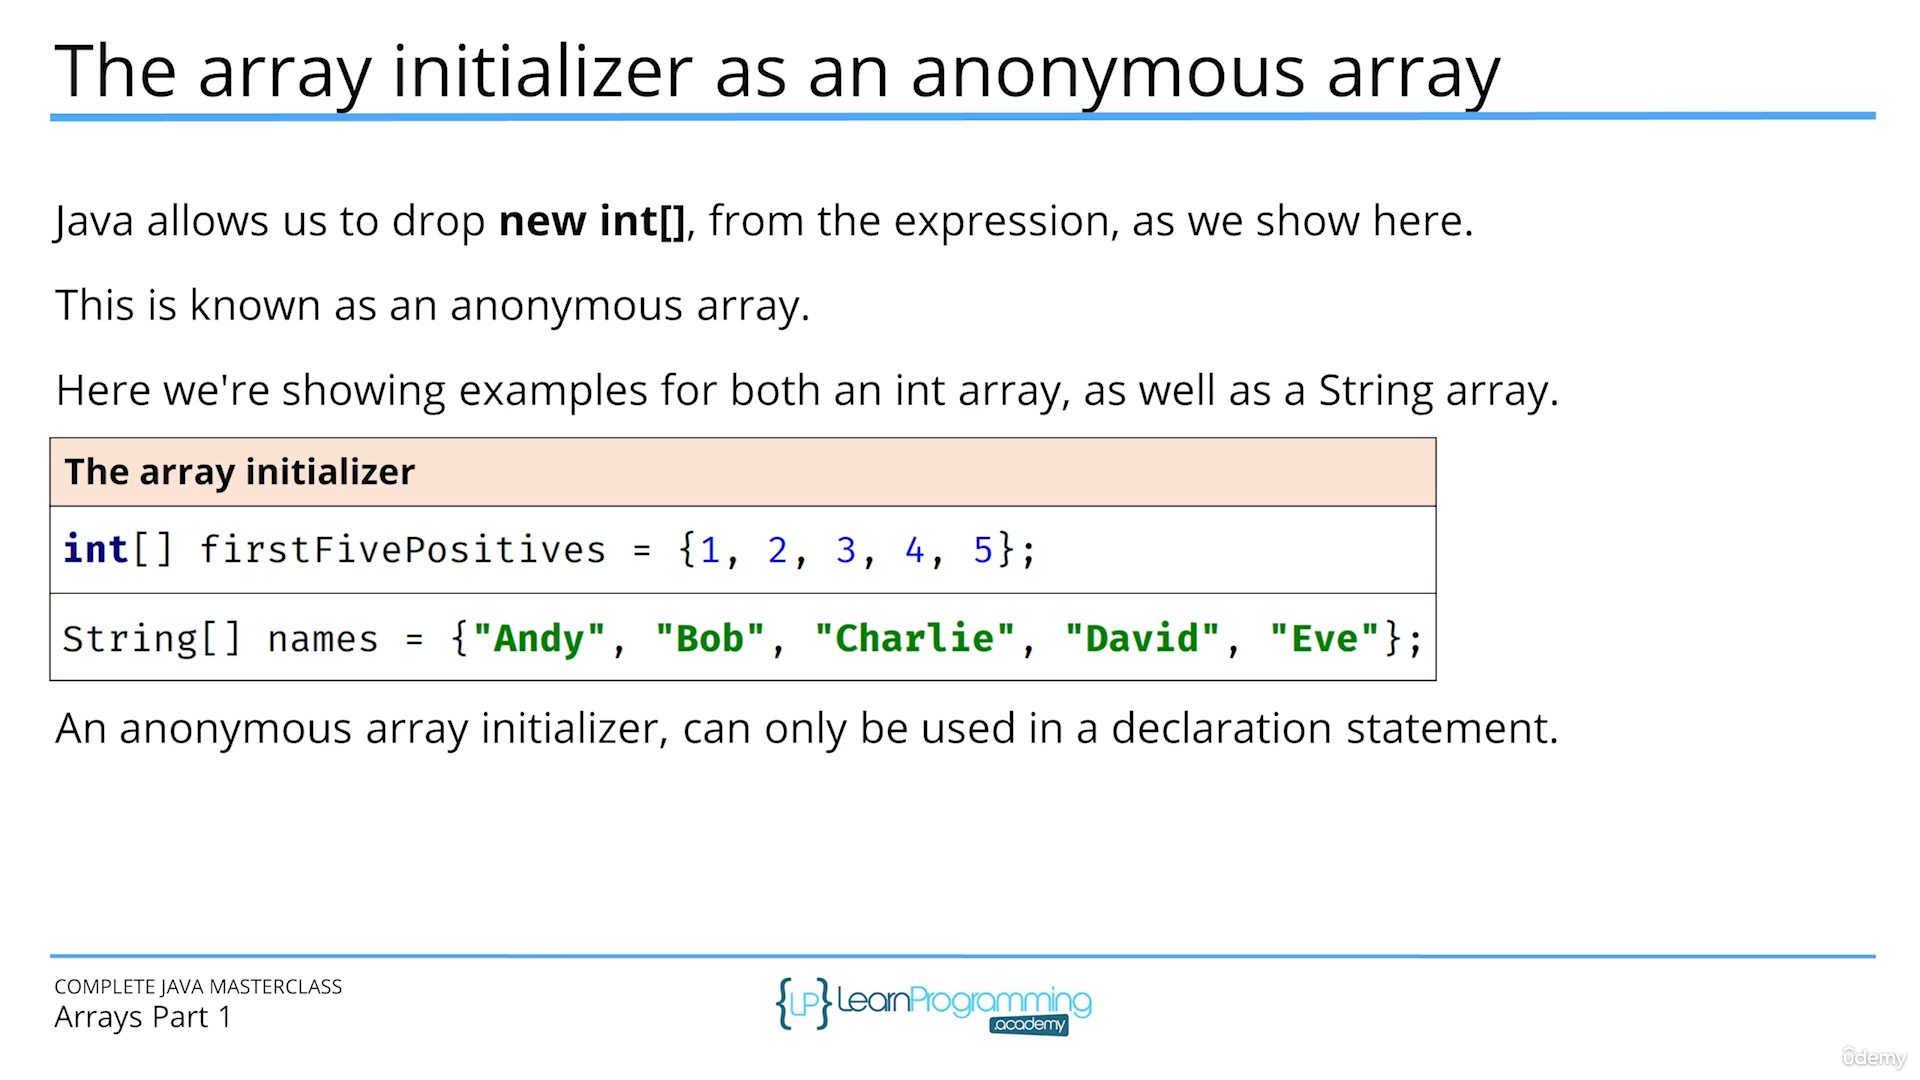 The array initializer as an anonymous array
Java allows us to drop new int[], from the expression, as we show here.
This is known as an anonymous array.
Here we're showing examples for both an int array, as well as a String array.
The array initializer
int[] firstFivePositives = {1, 2, 3, 4, 5};
String[] names = {"Andy", "Bob", "Charlie", "David", "Eve"};
An anonymous array initializer, can only be used in a declaration statement.
COMPLETE JAVA MASTERCLASS
Arrays Part 1
{LP} LearnProgramming
.academy
ûdemy